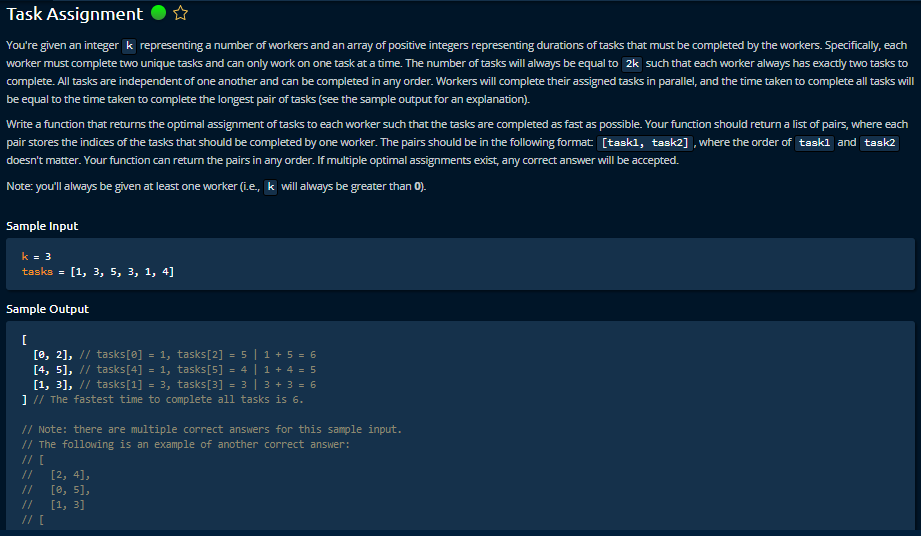 Task Assignment
You're given an integer k representing a number of workers and an array of positive integers representing durations of tasks that must be completed by the workers. Specifically, each
worker must complete two unique tasks and can only work on one task at a time. The number of tasks will always be equal to 2k such that each worker always has exactly two tasks to
complete. All tasks are independent of one another and can be completed in any order. Workers will complete their assigned tasks in parallel, and the time taken to complete all tasks will
be equal to the time taken to complete the longest pair of tasks (see the sample output for an explanation).
Write a function that returns the optimal assignment of tasks to each worker such that the tasks are completed as fast as possible. Your function should return a list of pairs, where each
pair stores the indices of the tasks that should be completed by one worker. The pairs should be in the following format: [task1, task2], where the order of task1 and task2
doesn't matter. Your function can return the pairs in any order. If multiple optimal assignments exist, any correct answer will be accepted.
Note: you'll always be given at least one worker (i.e., k will always be greater than 0).
Sample Input
k = 3
tasks = [1, 3, 5, 3, 1, 4]
Sample Output
[
[0, 2], // tasks[0] = 1, tasks[2] = 5 | 1 + 5 = 6
[4, 5], // tasks[4] = 1, tasks[5] = 4 | 1 + 4 = 5
[1, 3], // tasks[1] = 3, tasks[3] = 3 | 3 + 3 = 6
] // The fastest time to complete all tasks is 6.
// Note: there are multiple correct answers for this sample input.
// The following is an example of another correct answer:
// [
// [2, 4],
// [0, 5],
// [1, 3]
// [